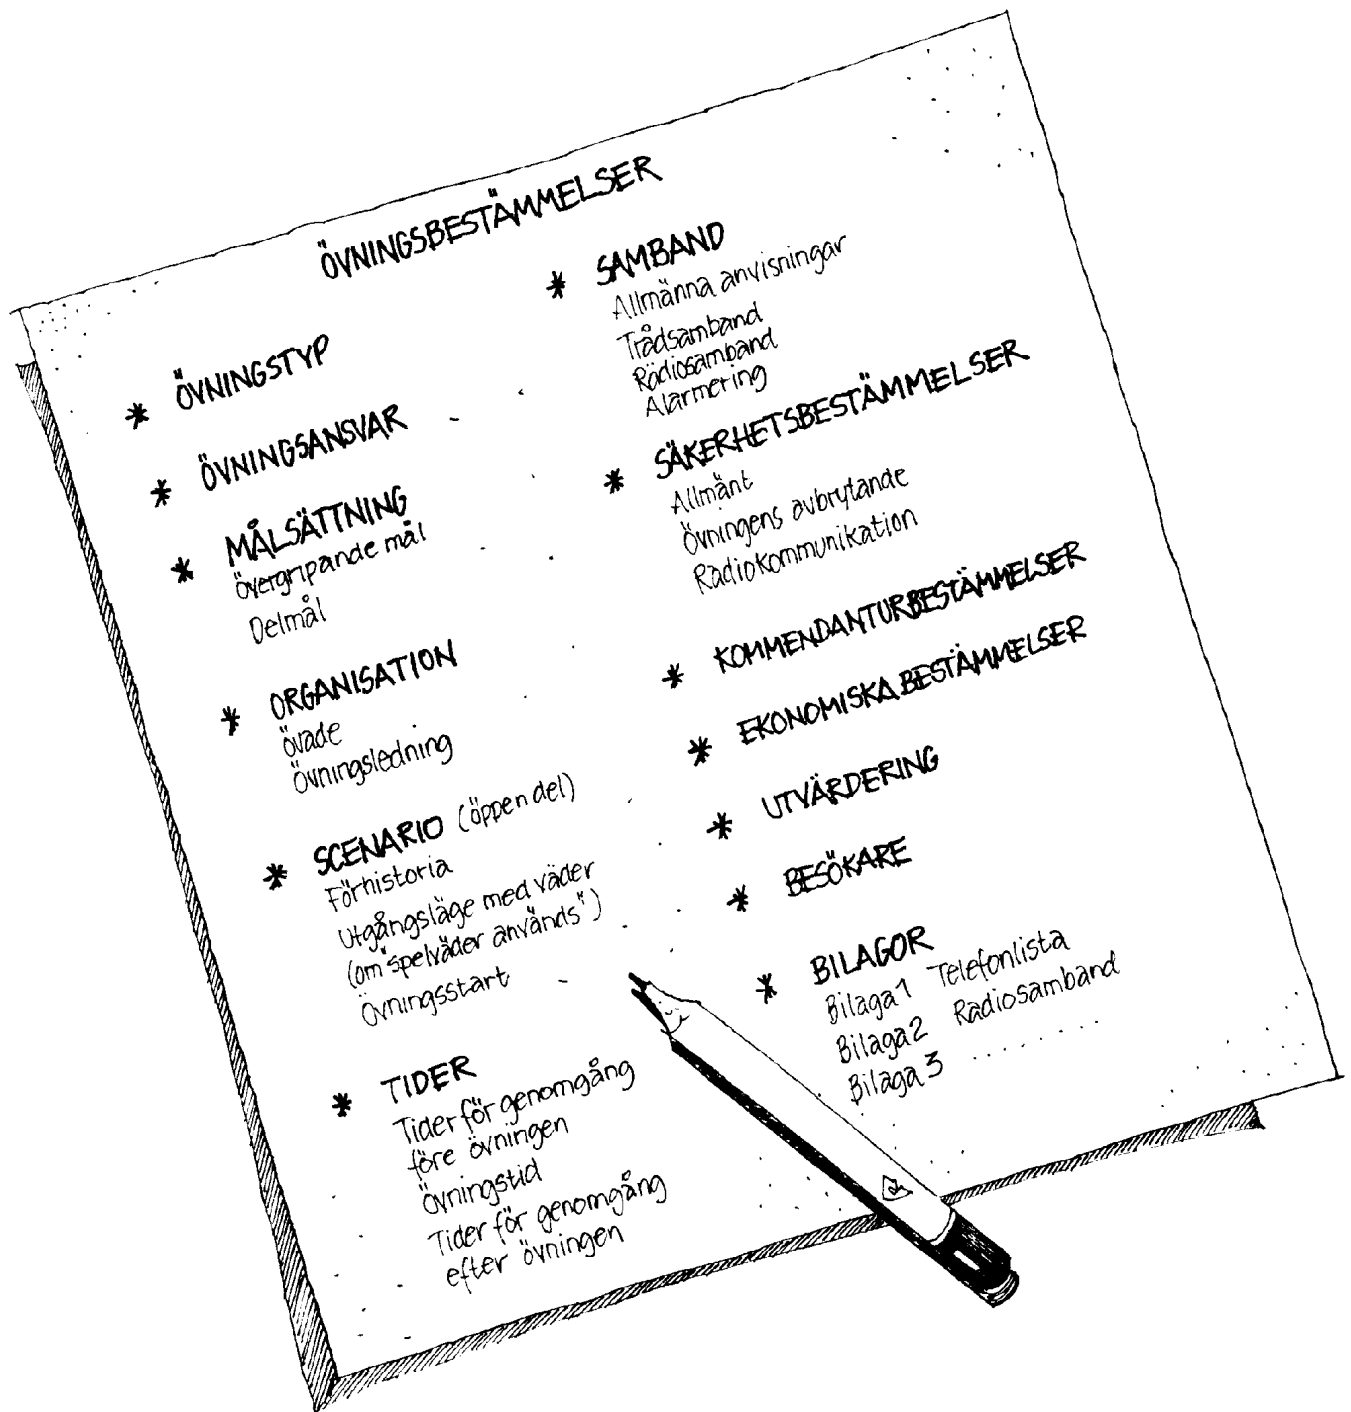 ÖVNINGSBESTÄMMELSER
* ÖVNINGSTYP
* ÖVNINGSANSVAR
* MÅLSÄTTNING
Övergripande mål
Delmål
* ORGANISATION
Övade
Övningsledning
* SCENARIO (öppen del)
Förhistoria
Utgångsläge med väder
(om "spelväder används")
Övningsstart
* TIDER
Tider för genomgång
före övningen
Övningstid
Tider för genomgång
efter övningen
* SAMBAND
Allmänna anvisningar
Trådsamband
Radiosamband
Alarmering
* SÄKERHETSBESTÄMMELSER
Allmänt
Övningens avbrytande
Radiokommunikation
* KOMMENDANTURBESTÄMMELSER
* EKONOMISKA BESTÄMMELSER
* UTVÄRDERING
* BESÖKARE
* BILAGOR
Bilaga 1 Telefonlista
Bilaga 2 Radiosamband
Bilaga 3 ..........